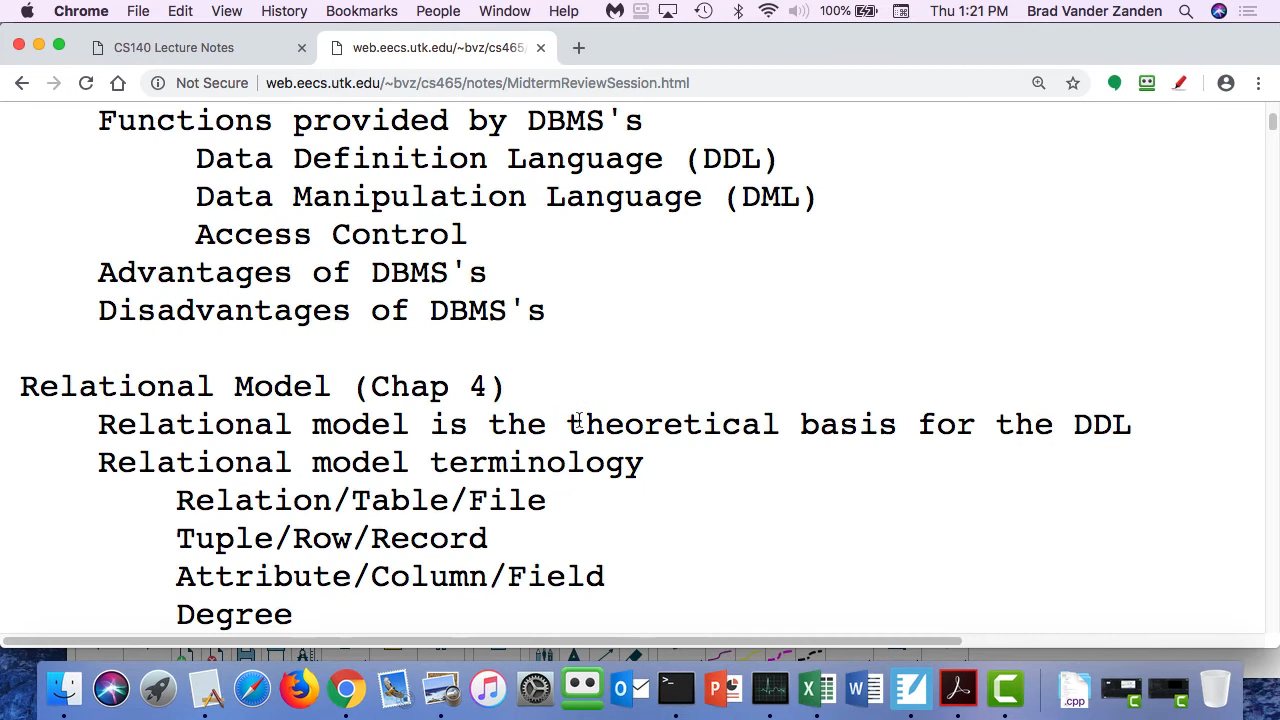 Chrome File Edit View History Bookmarks People Window Help 100% Thu 1:21 PM Brad Vander Zanden
CS140 Lecture Notes web.eecs.utk.edu/~bvz/cs465/
Not Secure web.eecs.utk.edu/~bvz/cs465/notes/MidtermReviewSession.html
Functions provided by DBMS's
Data Definition Language (DDL)
Data Manipulation Language (DML)
Access Control
Advantages of DBMS's
Disadvantages of DBMS's
Relational Model (Chap 4)
Relational model is the theoretical basis for the DDL
Relational model terminology
Relation/Table/File
Tuple/Row/Record
Attribute/Column/Field
Degree
.cpp